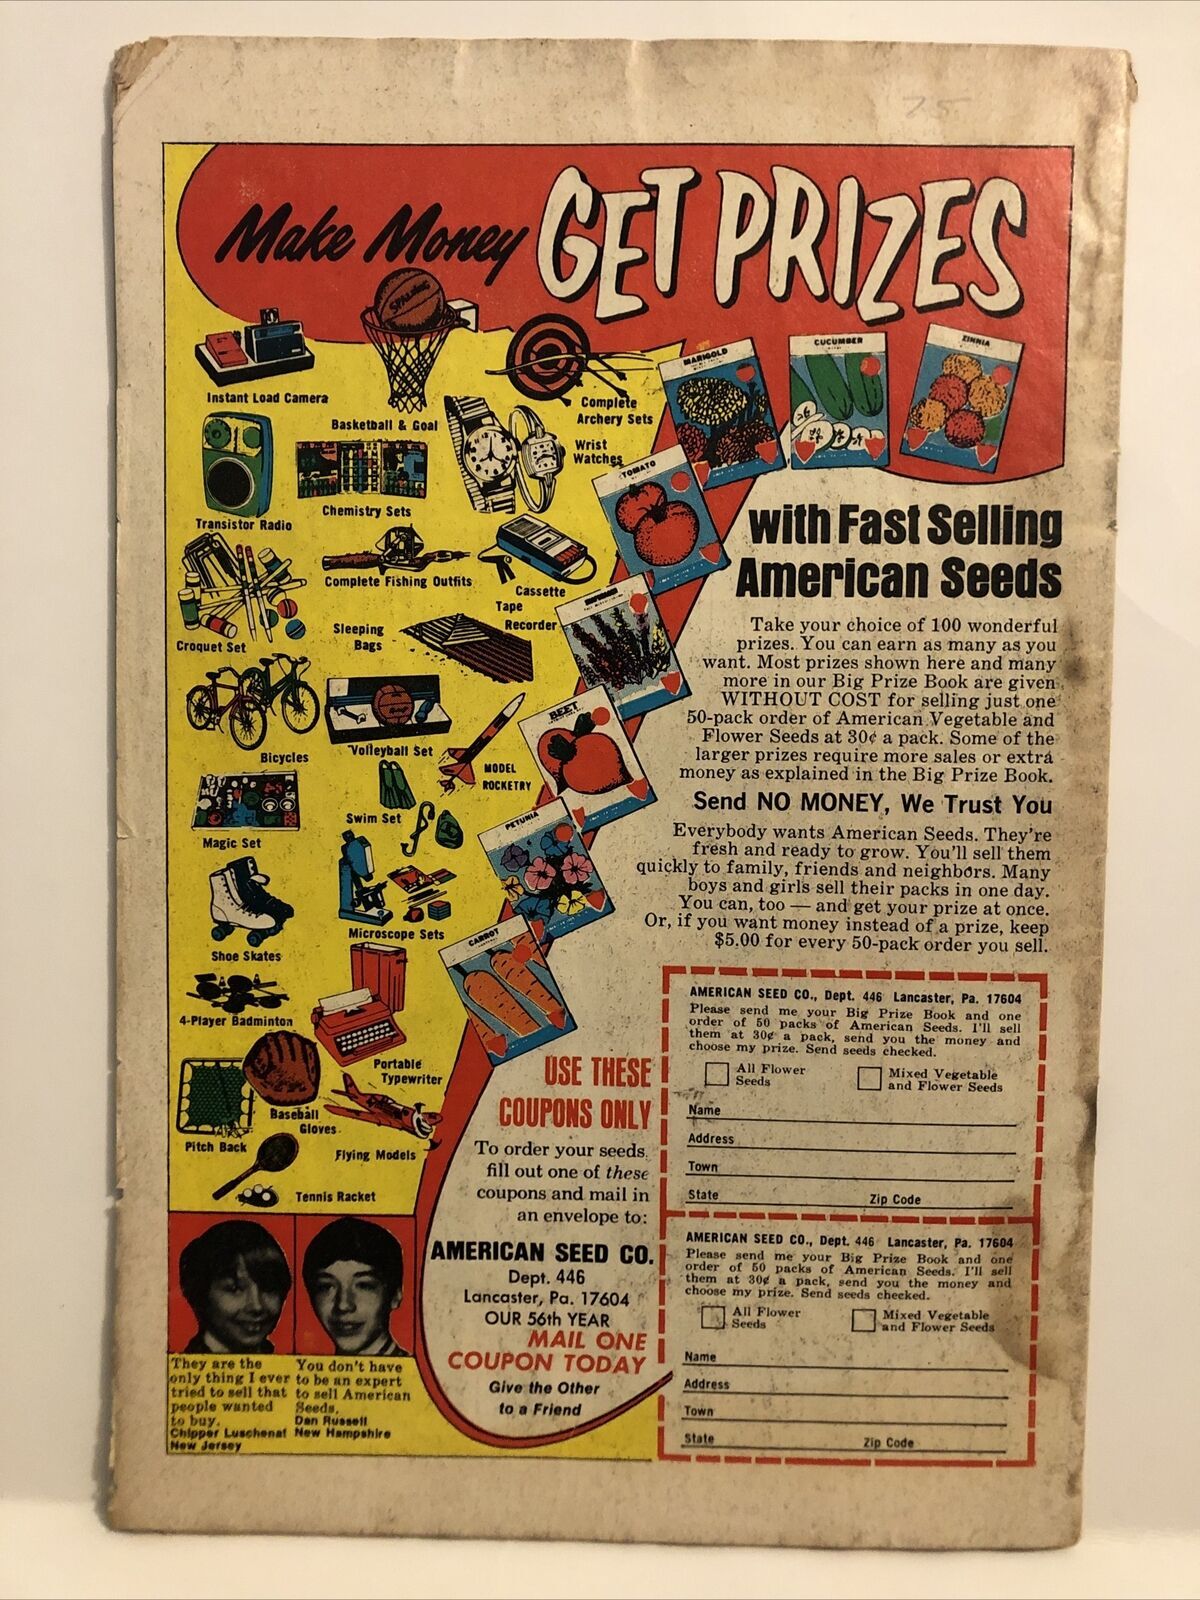 25
Make Money GET PRIZES
SPALDING
Instant Load Camera
Basketball & Goal
Complete
Archery Sets
Wrist
Watches
Transistor Radio
Chemistry Sets
Complete Fishing Outfits
Cassette
Tape
Recorder
Croquet Set
Sleeping
Bags
Bicycles
Volleyball Set
MODEL
ROCKETRY
Magic Set
Swim Set
Shoe Skates
Microscope Sets
4-Player Badminton
Portable
Typewriter
Pitch Back
Baseball
Gloves
Flying Models
Tennis Racket
MARIGOLD
CUCUMBER
ZINNIA
TOMATO
BEET
PETUNIA
CARROT
with Fast Selling
American Seeds
Take your choice of 100 wonderful
prizes. You can earn as many as you
want. Most prizes shown here and many
more in our Big Prize Book are given
WITHOUT COST for selling just one
50-pack order of American Vegetable and
Flower Seeds at 30¢ a pack. Some of the
larger prizes require more sales or extra
money as explained in the Big Prize Book.
Send NO MONEY, We Trust You
Everybody wants American Seeds. They're
fresh and ready to grow. You'll sell them
quickly to family, friends and neighbors. Many
boys and girls sell their packs in one day.
You can, too — and get your prize at once.
Or, if you want money instead of a prize, keep
$5.00 for every 50-pack order you sell.
USE THESE
COUPONS ONLY
To order your seeds
fill out one of these
coupons and mail in
an envelope to:
AMERICAN SEED CO.
Dept. 446
Lancaster, Pa. 17604
OUR 56th YEAR
MAIL ONE
COUPON TODAY
Give the Other
to a Friend
AMERICAN SEED CO., Dept. 446 Lancaster, Pa. 17604
Please send me your Big Prize Book and one
order of 50 packs of American Seeds. I'll sell
them at 30¢ a pack, send you the money and
choose my prize. Send seeds checked.
All Flower
Seeds
Mixed Vegetable
and Flower Seeds
Name
Address
Town
State Zip Code
AMERICAN SEED CO., Dept. 446 Lancaster, Pa. 17604
Please send me your Big Prize Book and one
order of 50 packs of American Seeds. I'll sell
them at 30¢ a pack, send you the money and
choose my prize. Send seeds checked.
All Flower
Seeds
Mixed Vegetable
and Flower Seeds
Name
Address
Town
State Zip Code
They are the
only thing I ever
tried to sell that
people wanted
to buy.
Chipper Luschenat
New Jersey
You don't have
to be an expert
to sell American
Seeds.
Dan Russell
New Hampshire